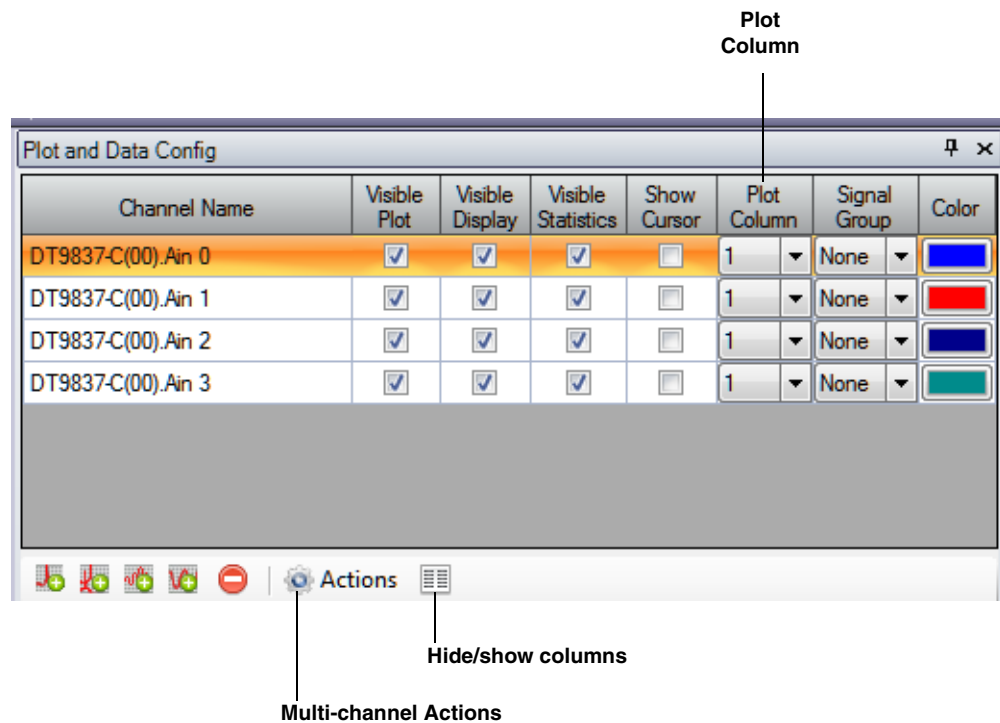 Plot
Column
Plot and Data Config
Channel Name Visible Plot Visible Display Visible Statistics Show Cursor Plot Column Signal Group Color
DT9837-C(00).Ain 0 1 None
DT9837-C(00).Ain 1 1 None
DT9837-C(00).Ain 2 1 None
DT9837-C(00).Ain 3 1 None
Actions
Hide/show columns
Multi-channel Actions